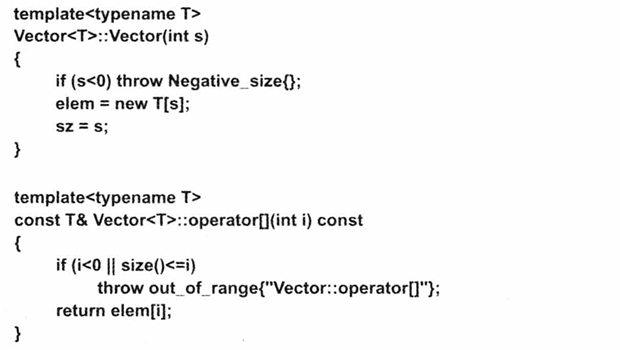 template<typename T>
Vector<T>::Vector(int s)
{
if (s<0) throw Negative_size{};
elem = new T[s];
sz = s;
}
template<typename T>
const T& Vector<T>::operator[](int i) const
{
if (i<0 || size()<=i)
throw out_of_range{"Vector::operator[]"};
return elem[i];
}